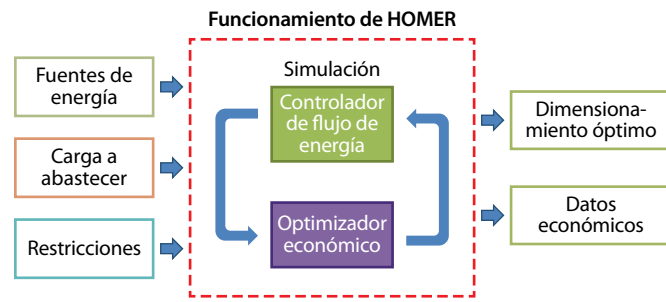 Funcionamiento de HOMER
Fuentes de
energía
Carga a
abastecer
Restricciones
Simulación
Controlador
de flujo de
energía
Optimizador
económico
Dimensiona-
miento óptimo
Datos
económicos